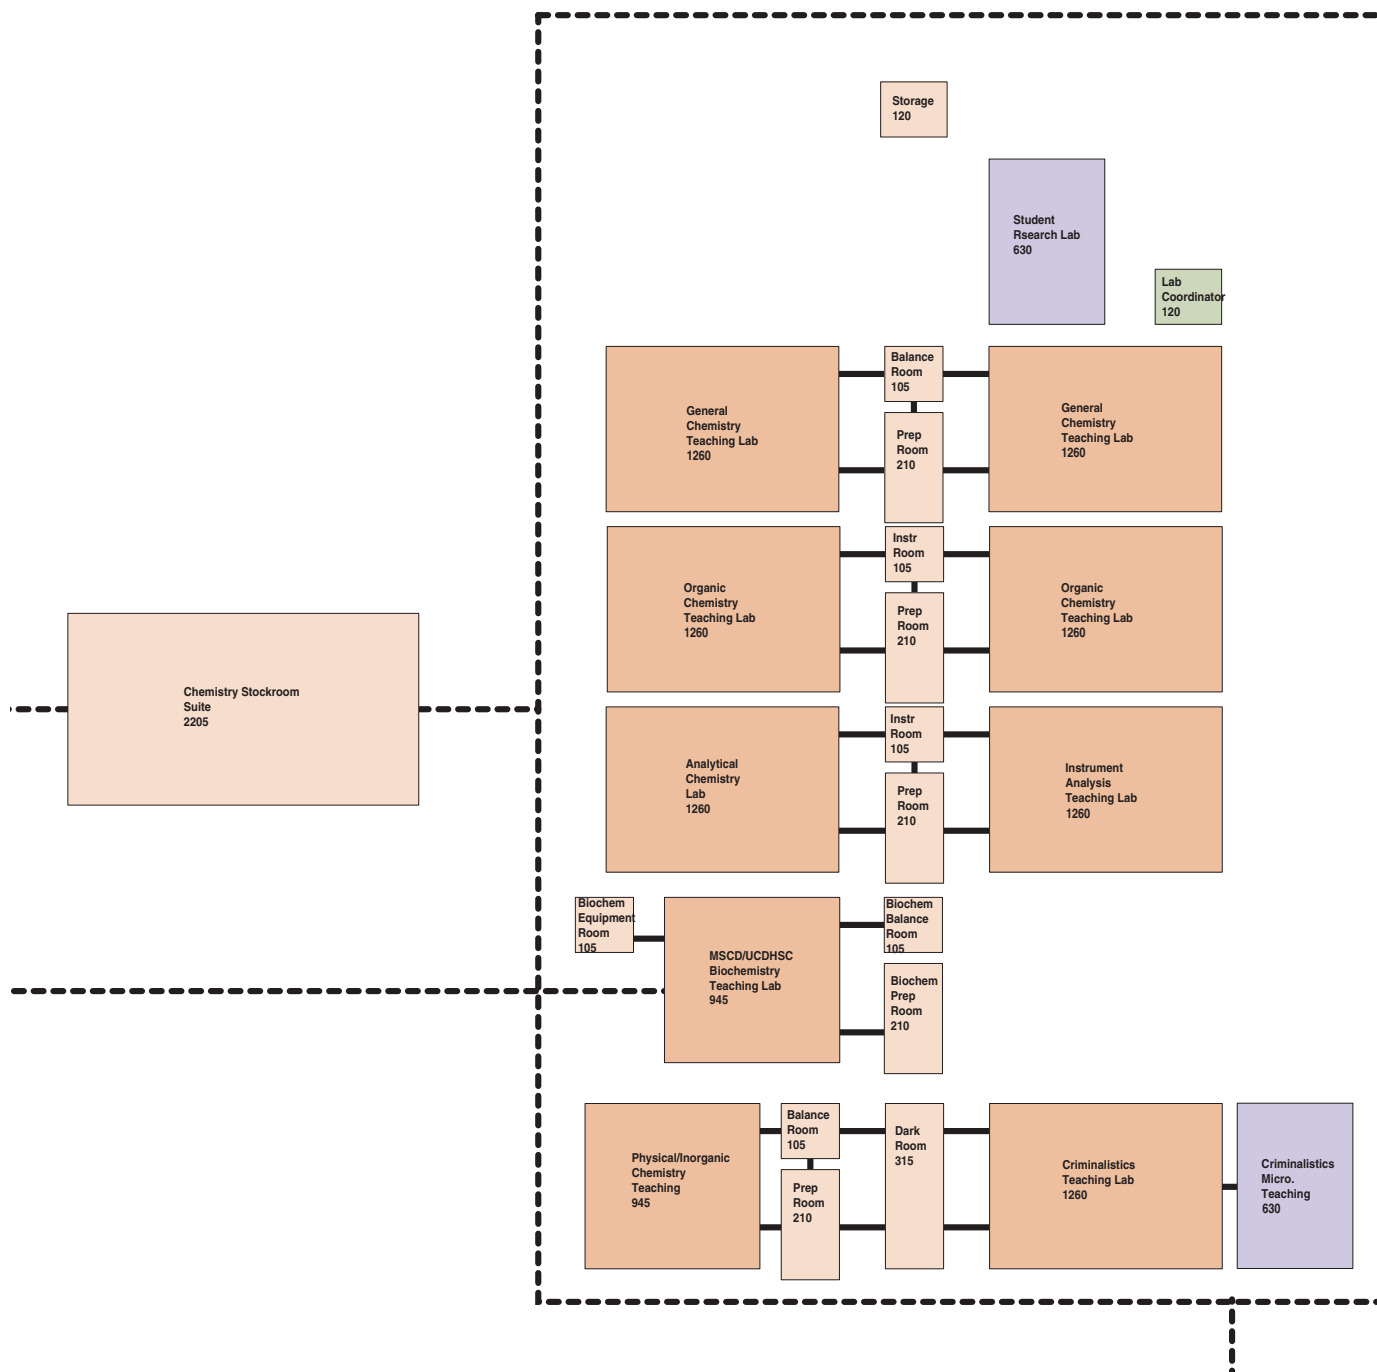 Storage
120
Student
Rsearch Lab
630
Lab
Coordinator
120
General
Chemistry
Teaching Lab
1260
Balance
Room
105
Prep
Room
210
General
Chemistry
Teaching Lab
1260
Organic
Chemistry
Teaching Lab
1260
Instr
Room
105
Prep
Room
210
Organic
Chemistry
Teaching Lab
1260
Chemistry Stockroom
Suite
2205
Analytical
Chemistry
Lab
1260
Instr
Room
105
Prep
Room
210
Instrument
Analysis
Teaching Lab
1260
Biochem
Equipment
Room
105
MSCD/UCDHSC
Biochemistry
Teaching Lab
945
Biochem
Balance
Room
105
Biochem
Prep
Room
210
Physical/Inorganic
Chemistry
Teaching
945
Balance
Room
105
Prep
Room
210
Dark
Room
315
Criminalistics
Teaching Lab
1260
Criminalistics
Micro.
Teaching
630